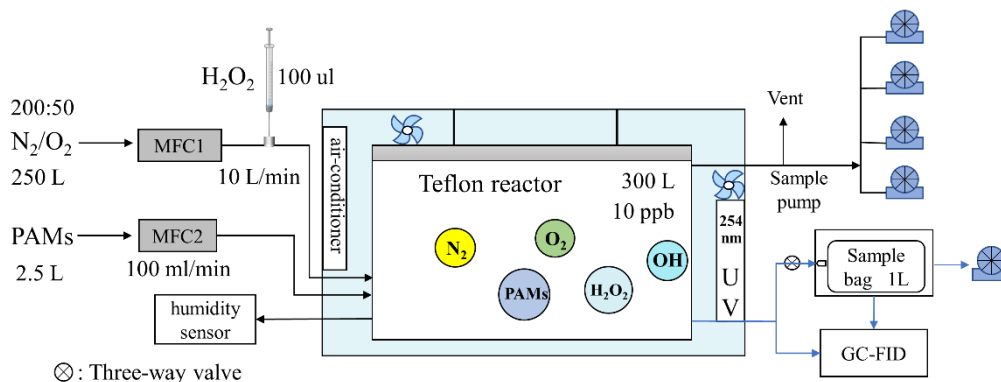 200:50
N₂/O₂
250 L
MFC1
H₂O₂
100 ul
10 L/min
PAMs
2.5 L
MFC2
100 ml/min
humidity
sensor
⊗: Three-way valve
air-conditioner
Teflon reactor
300 L
10 ppb
N₂
O₂
OH
PAMs
H₂O₂
254
nm
U
V
Vent
Sample
pump
Sample
bag 1L
GC-FID